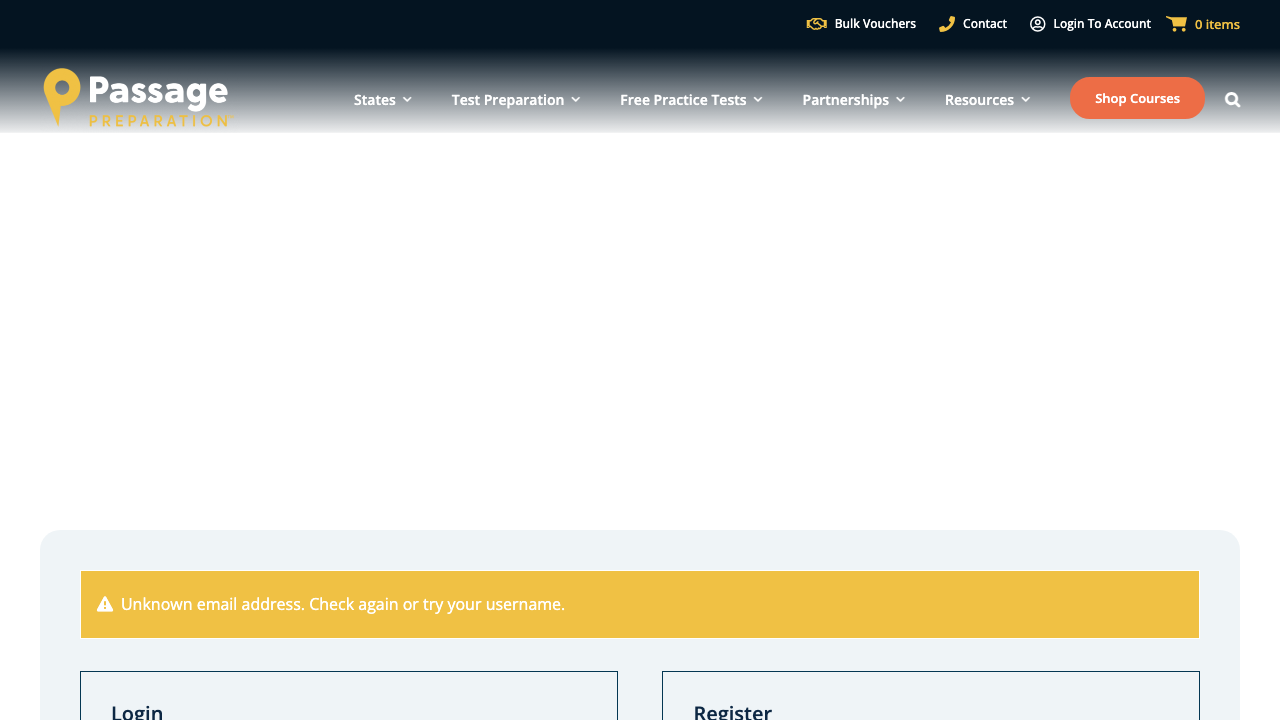 Bulk Vouchers
Contact
Login To Account
0 items
Passage
PREPARATION
States
Test Preparation
Free Practice Tests
Partnerships
Resources
Shop Courses
Unknown email address. Check again or try your username.
Login
Register